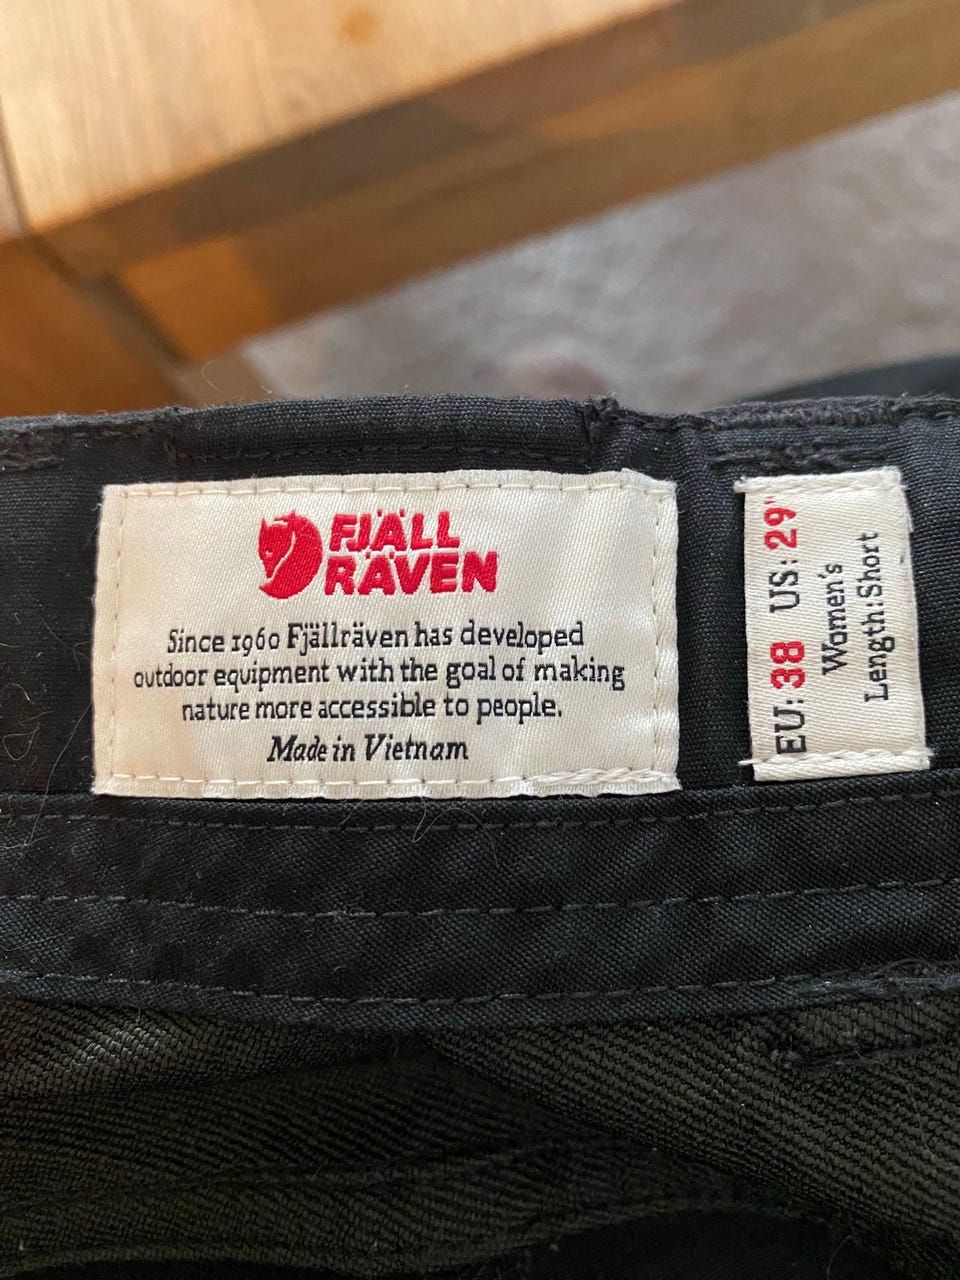 FJÄLL
RÄVEN
Since 1960 Fjällräven has developed
outdoor equipment with the goal of making
nature more accessible to people.
Made in Vietnam
EU: 38 US: 29"
Women's
Length: Short